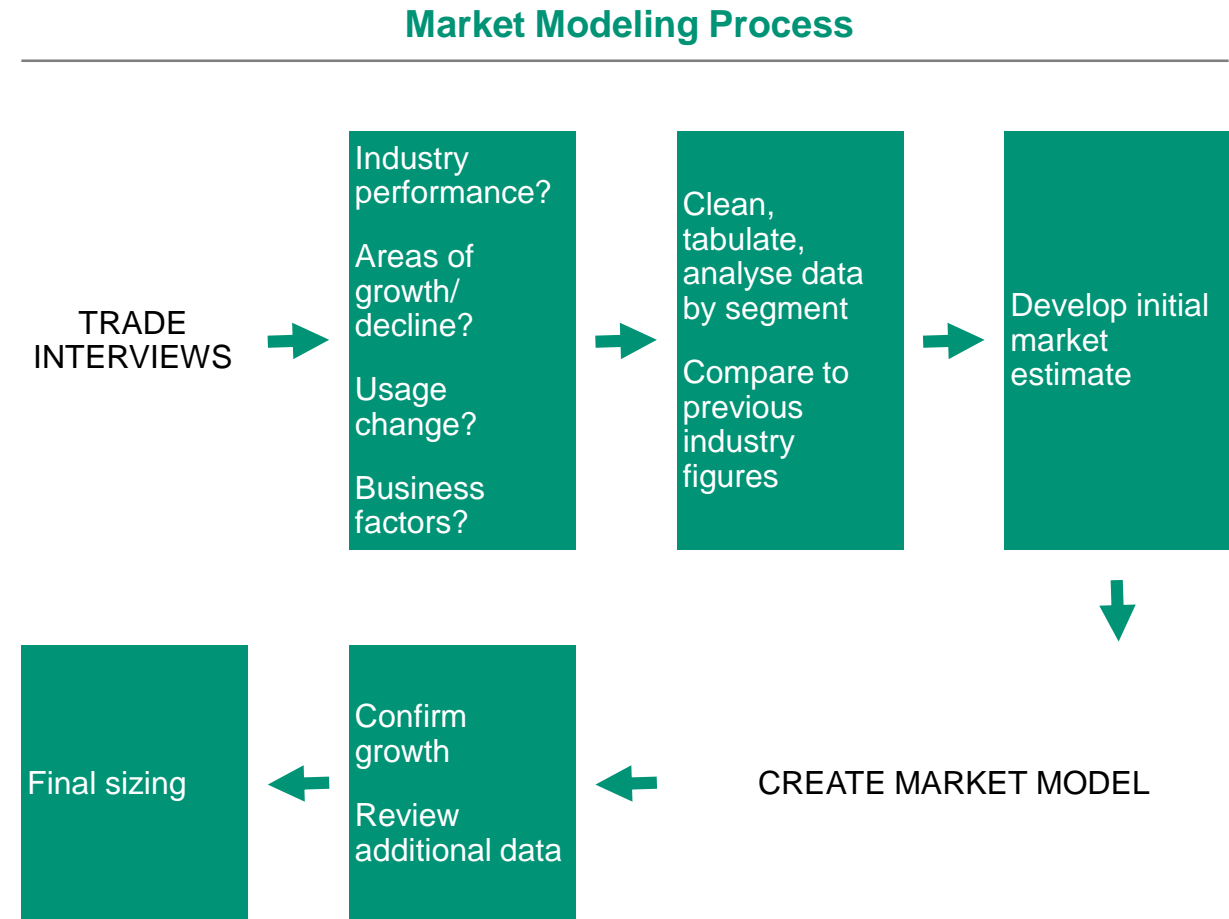 Market Modeling Process
TRADE
INTERVIEWS
Industry
performance?
Areas of
growth/
decline?
Usage
change?
Business
factors?
Clean,
tabulate,
analyse data
by segment
Compare to
previous
industry
figures
Develop initial
market
estimate
CREATE MARKET MODEL
Confirm
growth
Review
additional data
Final sizing